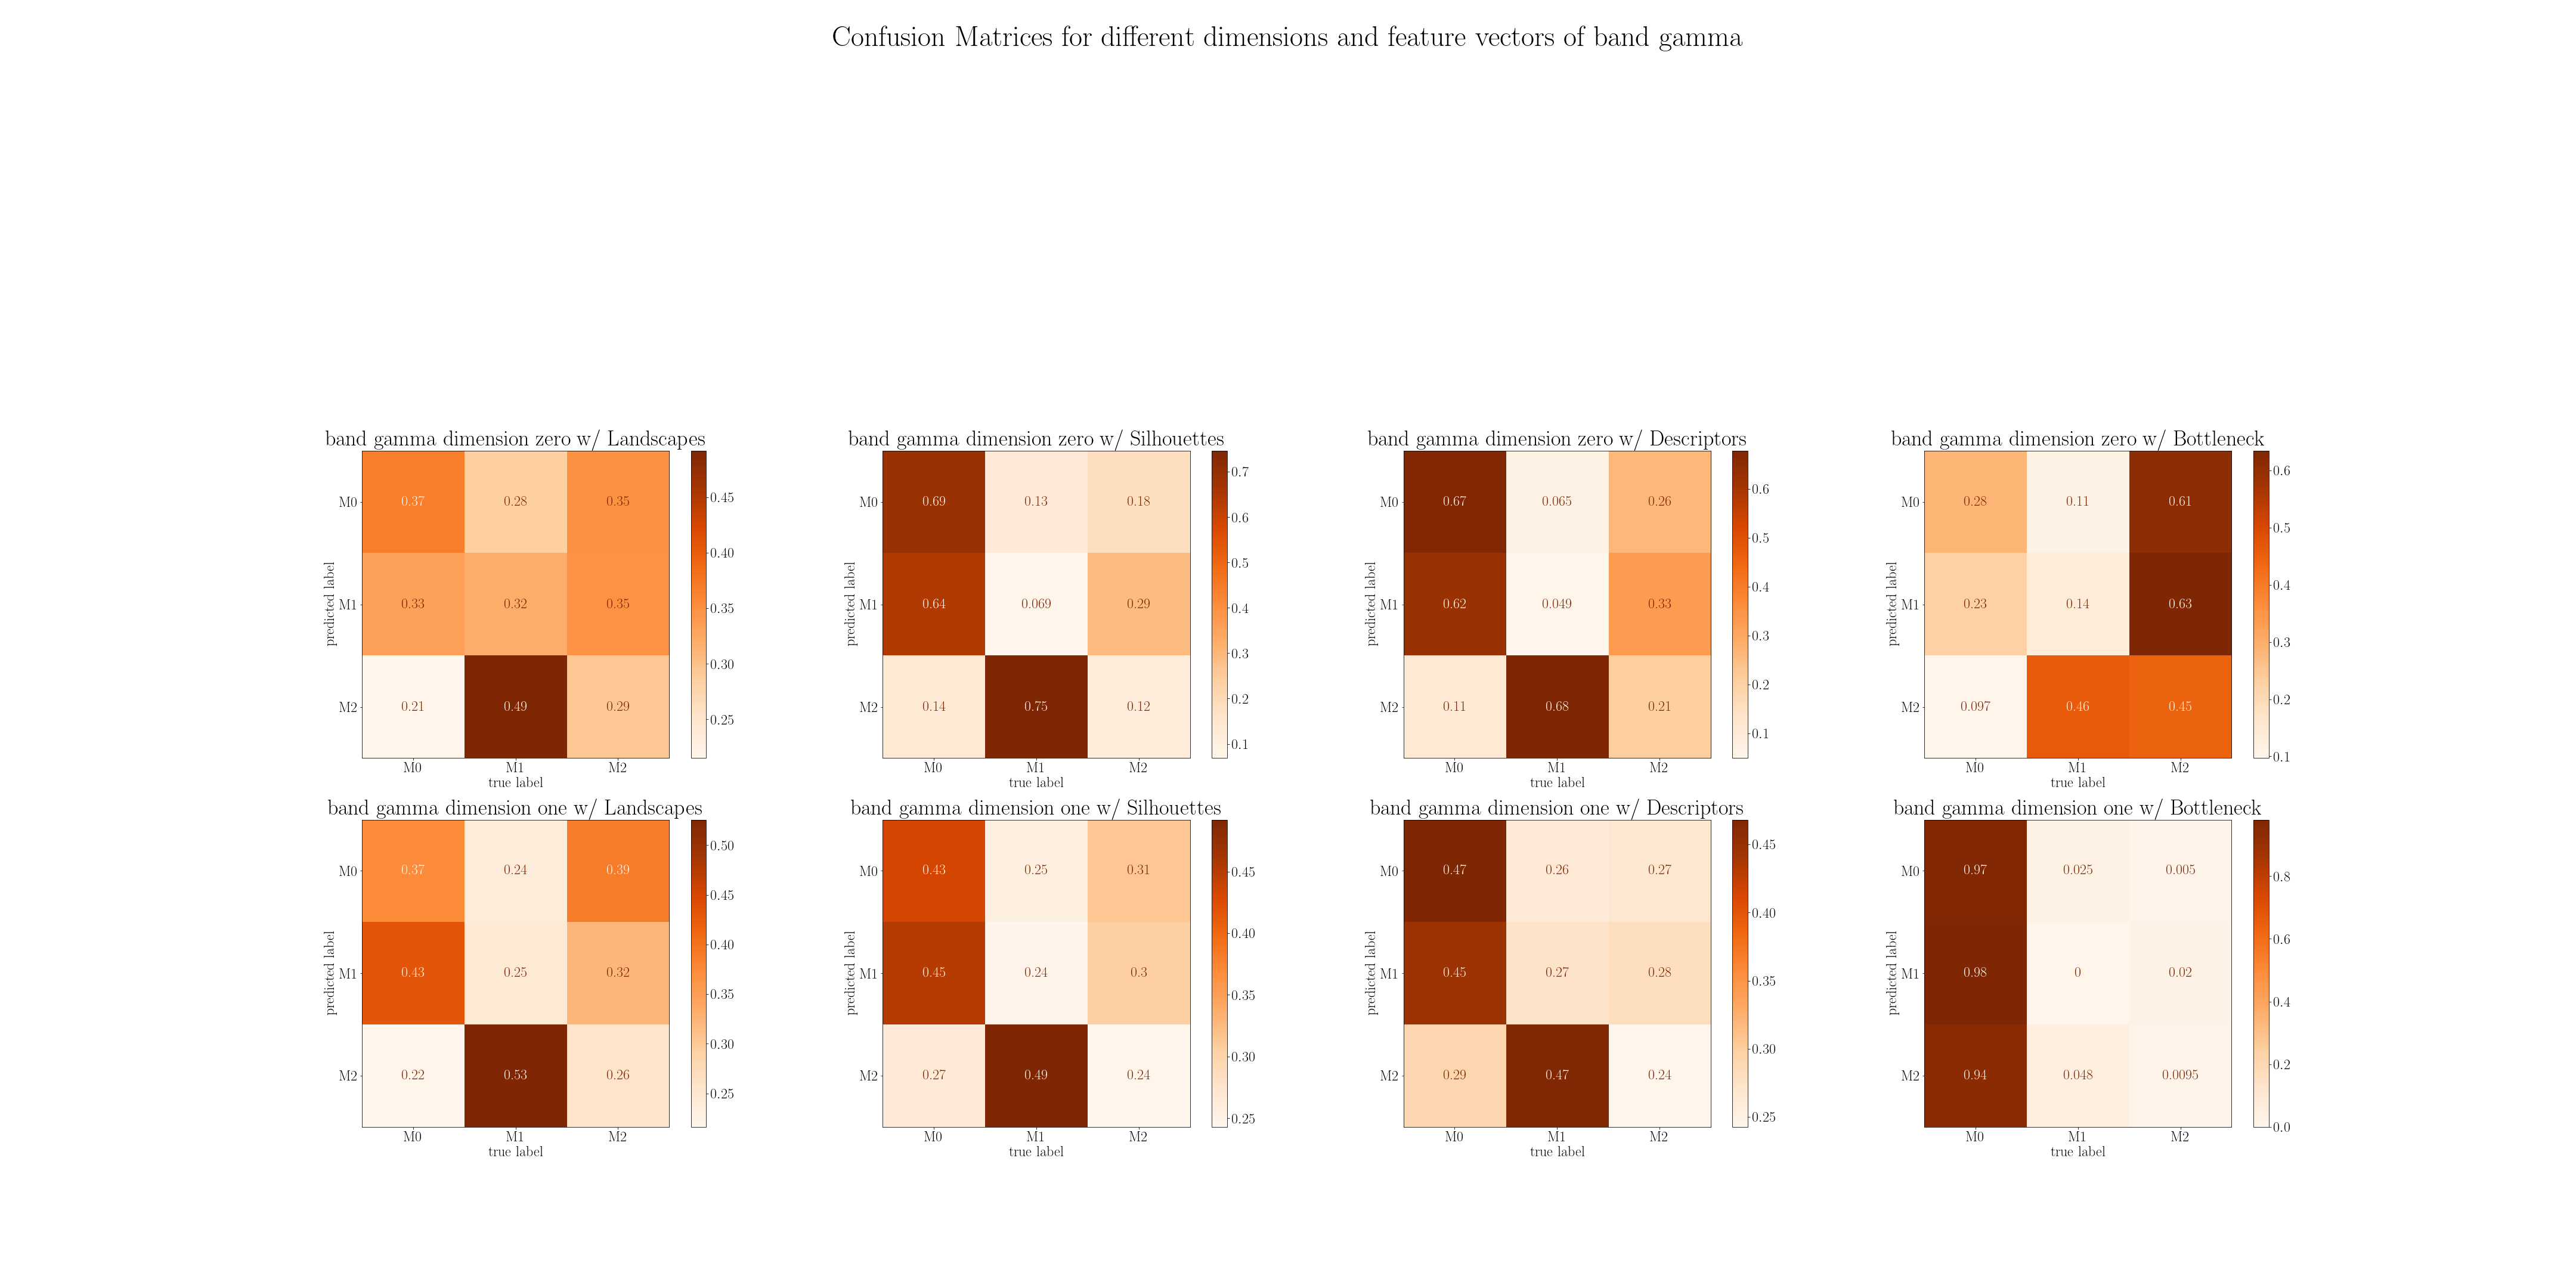 Confusion Matrices for different dimensions and feature vectors of band gamma
band gamma dimension zero w/ Landscapes
M0 0.37 0.28 0.35
M1 0.33 0.32 0.35
M2 0.21 0.49 0.29
M0 M1 M2
true label
predicted label
0.45
0.40
0.35
0.30
0.25
band gamma dimension zero w/ Silhouettes
M0 0.69 0.13 0.18
M1 0.64 0.069 0.29
M2 0.14 0.75 0.12
M0 M1 M2
true label
predicted label
0.7
0.6
0.5
0.4
0.3
0.2
0.1
band gamma dimension zero w/ Descriptors
M0 0.67 0.065 0.26
M1 0.62 0.049 0.33
M2 0.11 0.68 0.21
M0 M1 M2
true label
predicted label
0.6
0.5
0.4
0.3
0.2
0.1
band gamma dimension zero w/ Bottleneck
M0 0.28 0.11 0.61
M1 0.23 0.14 0.63
M2 0.097 0.46 0.45
M0 M1 M2
true label
predicted label
0.6
0.5
0.4
0.3
0.2
0.1
band gamma dimension one w/ Landscapes
M0 0.37 0.24 0.39
M1 0.43 0.25 0.32
M2 0.22 0.53 0.26
M0 M1 M2
true label
predicted label
0.50
0.45
0.40
0.35
0.30
0.25
band gamma dimension one w/ Silhouettes
M0 0.43 0.25 0.31
M1 0.45 0.24 0.3
M2 0.27 0.49 0.24
M0 M1 M2
true label
predicted label
0.45
0.40
0.35
0.30
0.25
band gamma dimension one w/ Descriptors
M0 0.47 0.26 0.27
M1 0.45 0.27 0.28
M2 0.29 0.47 0.24
M0 M1 M2
true label
predicted label
0.45
0.40
0.35
0.30
0.25
band gamma dimension one w/ Bottleneck
M0 0.97 0.025 0.005
M1 0.98 0 0.02
M2 0.94 0.048 0.0095
M0 M1 M2
true label
predicted label
0.8
0.6
0.4
0.2
0.0